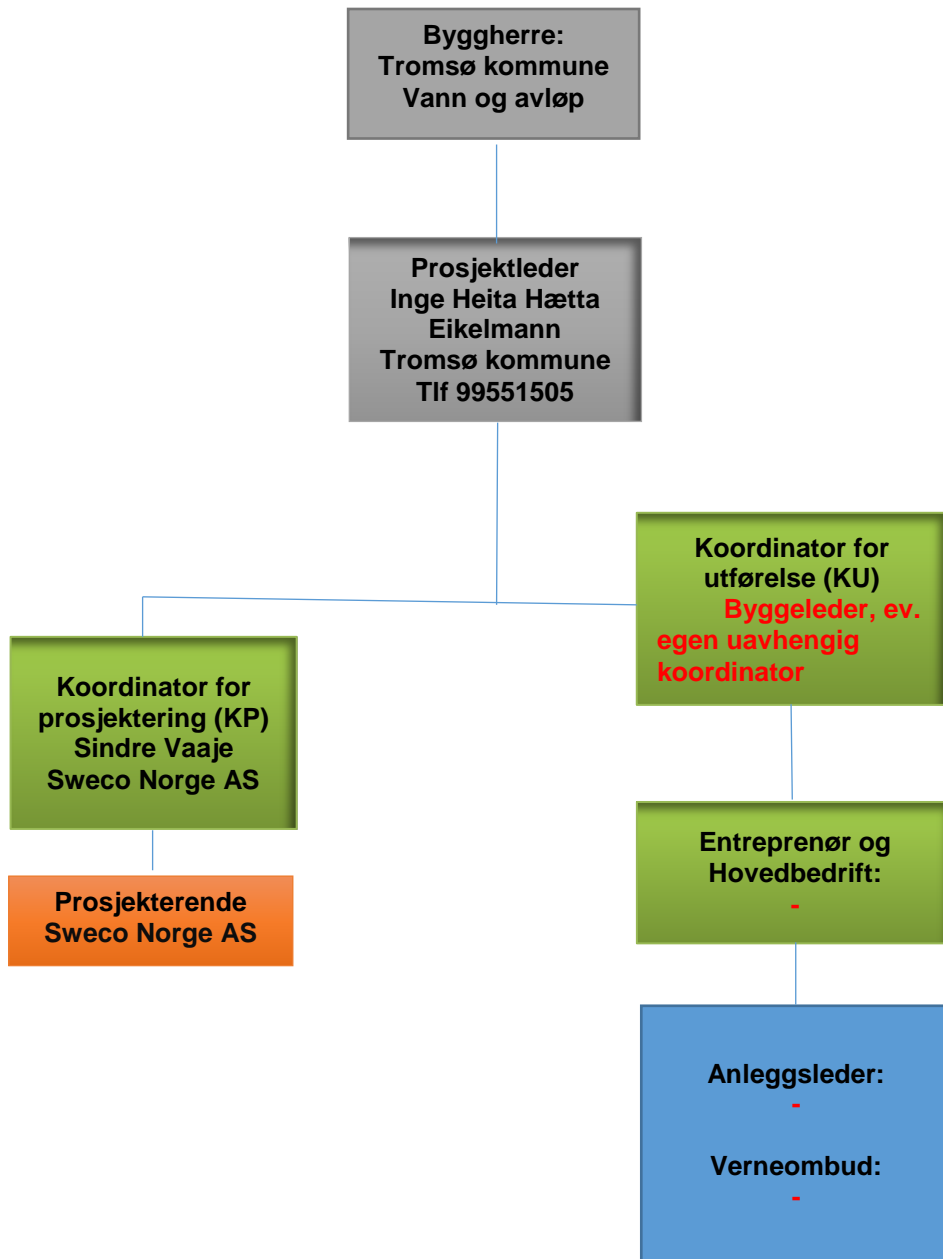 Byggherre:
Tromsø kommune
Vann og avløp
Prosjektleder
Inge Heita Hætta
Eikelmann
Tromsø kommune
Tlf 99551505
Koordinator for
utførelse (KU)
Byggeleder, ev.
egen uavhengig
koordinator
Koordinator for
prosjektering (KP)
Sindre Vaaje
Sweco Norge AS
Entreprenør og
Hovedbedrift:
-
Prosjekterende
Sweco Norge AS
Anleggsleder:
-
Verneombud:
-